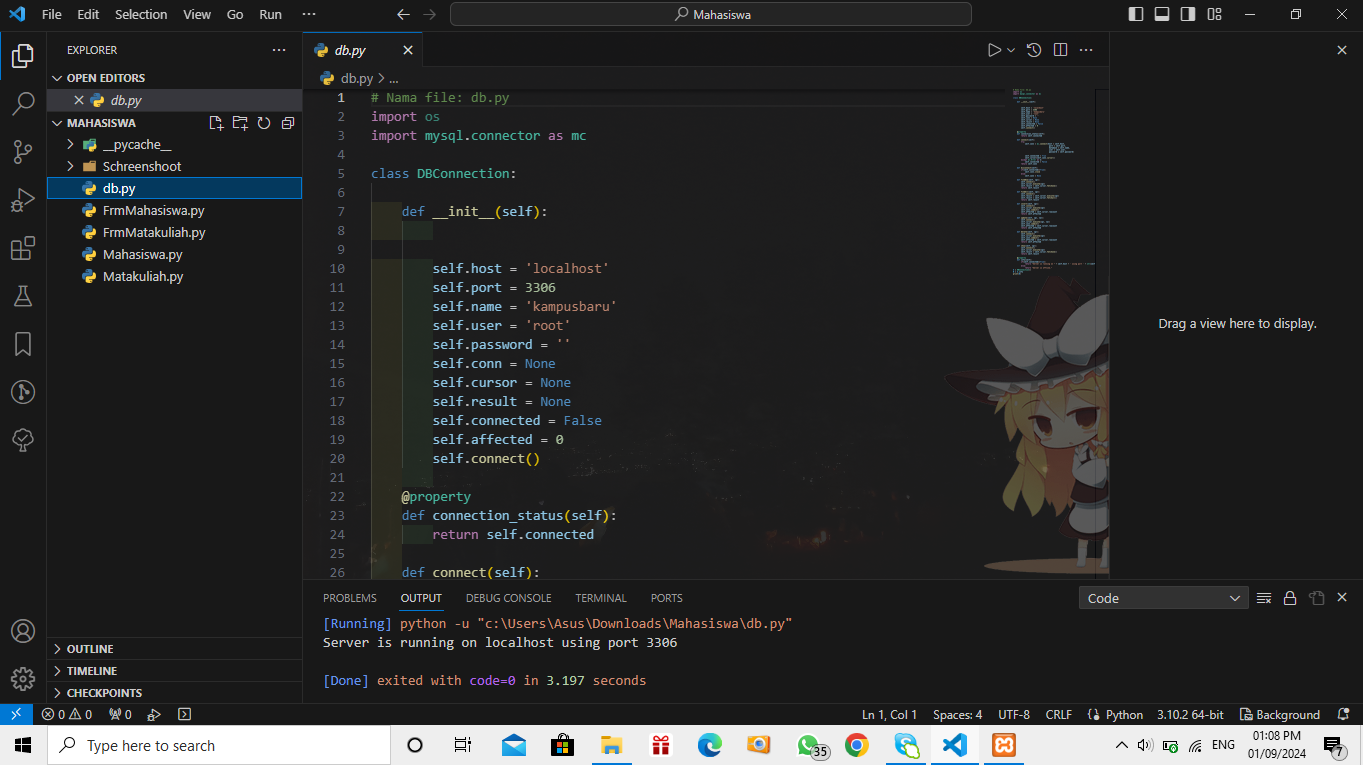 File Edit Selection View Go Run ··· Mahasiswa
EXPLORER ···
OPEN EDITORS
db.py
MAHASISWA
__pycache__
Schreenshoot
db.py
FrmMahasiswa.py
FrmMatakuliah.py
Mahasiswa.py
Matakuliah.py
OUTLINE
TIMELINE
CHECKPOINTS
db.py
db.py > ...
1 # Nama file: db.py
2 import os
3 import mysql.connector as mc
4
5 class DBConnection:
6
7 def __init__(self):
8
9
10 self.host = 'localhost'
11 self.port = 3306
12 self.name = 'kampusbaru'
13 self.user = 'root'
14 self.password = ''
15 self.conn = None
16 self.cursor = None
17 self.result = None
18 self.connected = False
19 self.affected = 0
20 self.connect()
21
22 @property
23 def connection_status(self):
24 return self.connected
25
26 def connect(self):
Drag a view here to display.
PROBLEMS OUTPUT DEBUG CONSOLE TERMINAL PORTS Code
[Running] python -u "c:\Users\Asus\Downloads\Mahasiswa\db.py"
Server is running on localhost using port 3306
[Done] exited with code=0 in 3.197 seconds
0 0 0 Ln 1, Col 1 Spaces: 4 UTF-8 CRLF Python 3.10.2 64-bit Background
Type here to search 35 ENG 01:08 PM 7
01/09/2024